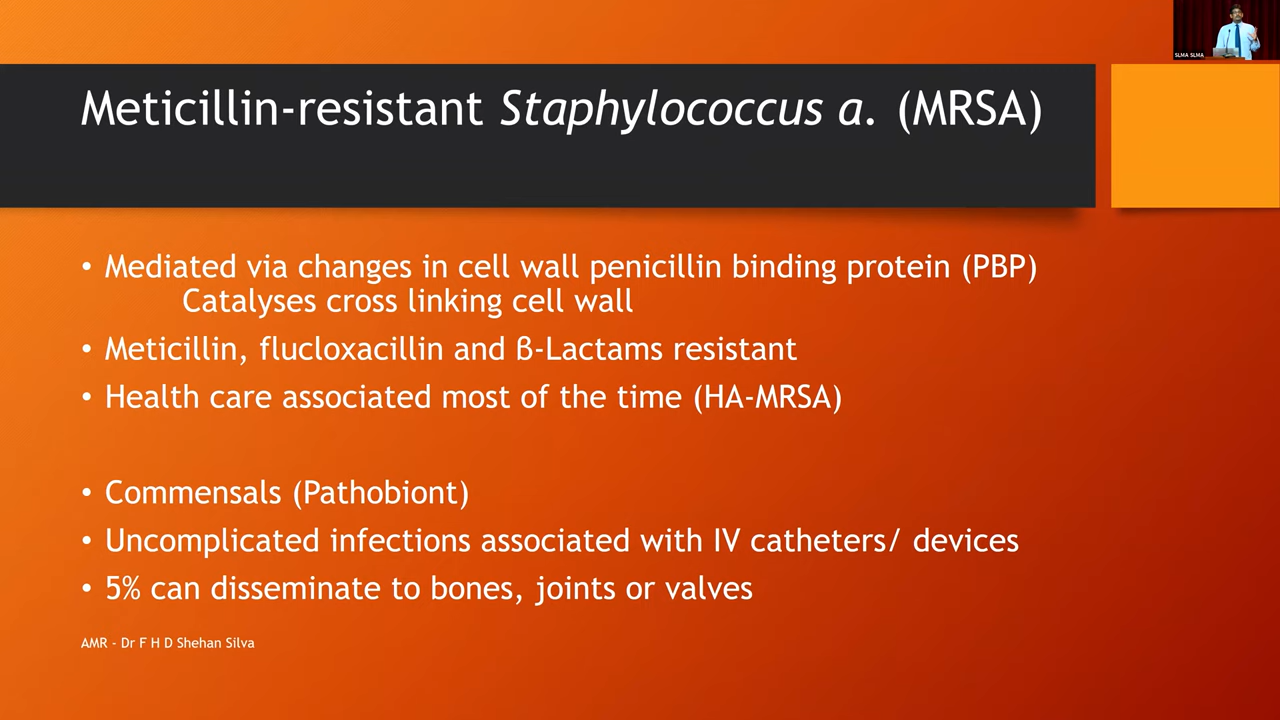 SLMA SLMA
Meticillin-resistant Staphylococcus a. (MRSA)
• Mediated via changes in cell wall penicillin binding protein (PBP)
Catalyses cross linking cell wall
• Meticillin, flucloxacillin and ß-Lactams resistant
• Health care associated most of the time (HA-MRSA)
• Commensals (Pathobiont)
• Uncomplicated infections associated with IV catheters/ devices
• 5% can disseminate to bones, joints or valves
AMR - Dr F H D Shehan Silva